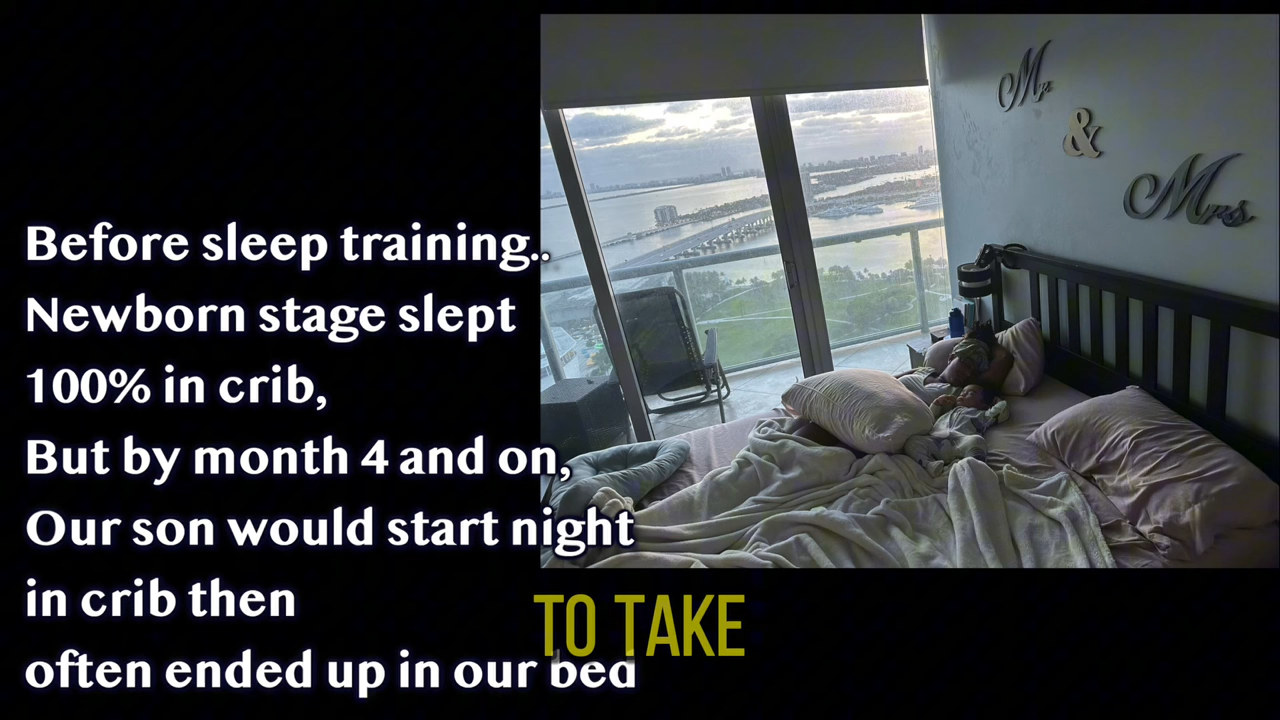 Before sleep training..
Newborn stage slept
100% in crib,
But by month 4 and on,
Our son would start night
in crib then
often ended up in our bed
Mr.
&
Mrs.
TO TAKE